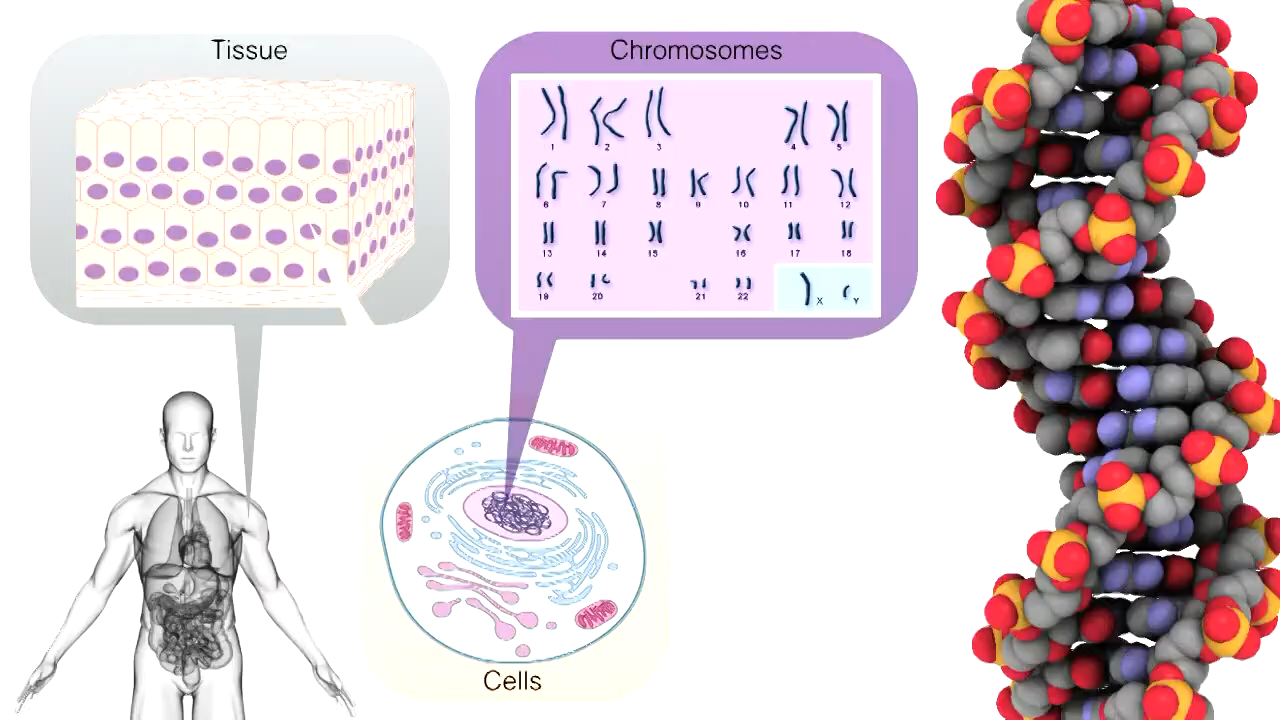 Tissue
Chromosomes
1 2 3 4 5
6 7 8 9 10 11 12
13 14 15 16 17 18
19 20 21 22 X Y
Cells